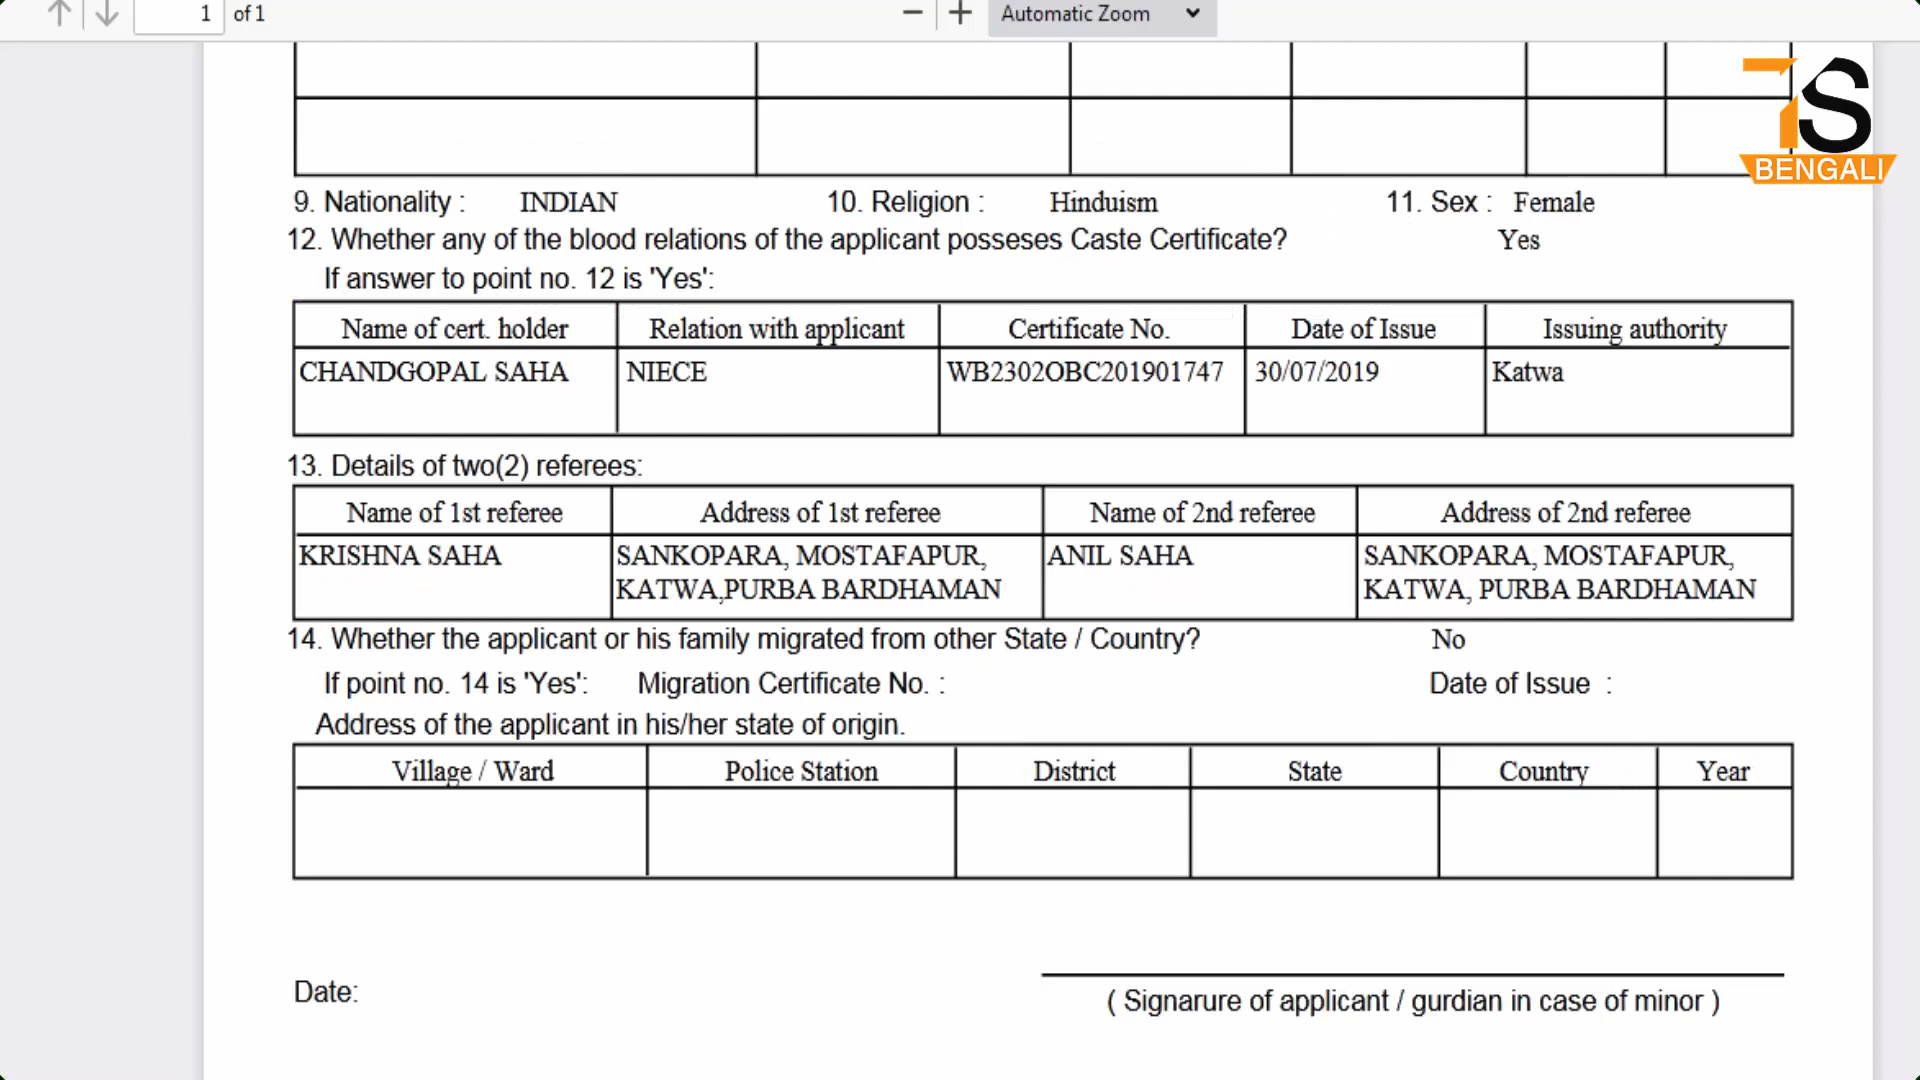 1 of 1 Automatic Zoom
S
BENGALI
9. Nationality : INDIAN 10. Religion : Hinduism 11. Sex : Female
12. Whether any of the blood relations of the applicant posseses Caste Certificate? Yes
If answer to point no. 12 is 'Yes':
Name of cert. holder Relation with applicant Certificate No. Date of Issue Issuing authority
CHANDGOPAL SAHA NIECE WB2302OBC201901747 30/07/2019 Katwa
13. Details of two(2) referees:
Name of 1st referee Address of 1st referee Name of 2nd referee Address of 2nd referee
KRISHNA SAHA SANKOPARA, MOSTAFAPUR, ANIL SAHA SANKOPARA, MOSTAFAPUR,
KATWA,PURBA BARDHAMAN KATWA, PURBA BARDHAMAN
14. Whether the applicant or his family migrated from other State / Country? No
If point no. 14 is 'Yes': Migration Certificate No. : Date of Issue :
Address of the applicant in his/her state of origin.
Village / Ward Police Station District State Country Year
Date:
( Signarure of applicant / gurdian in case of minor )